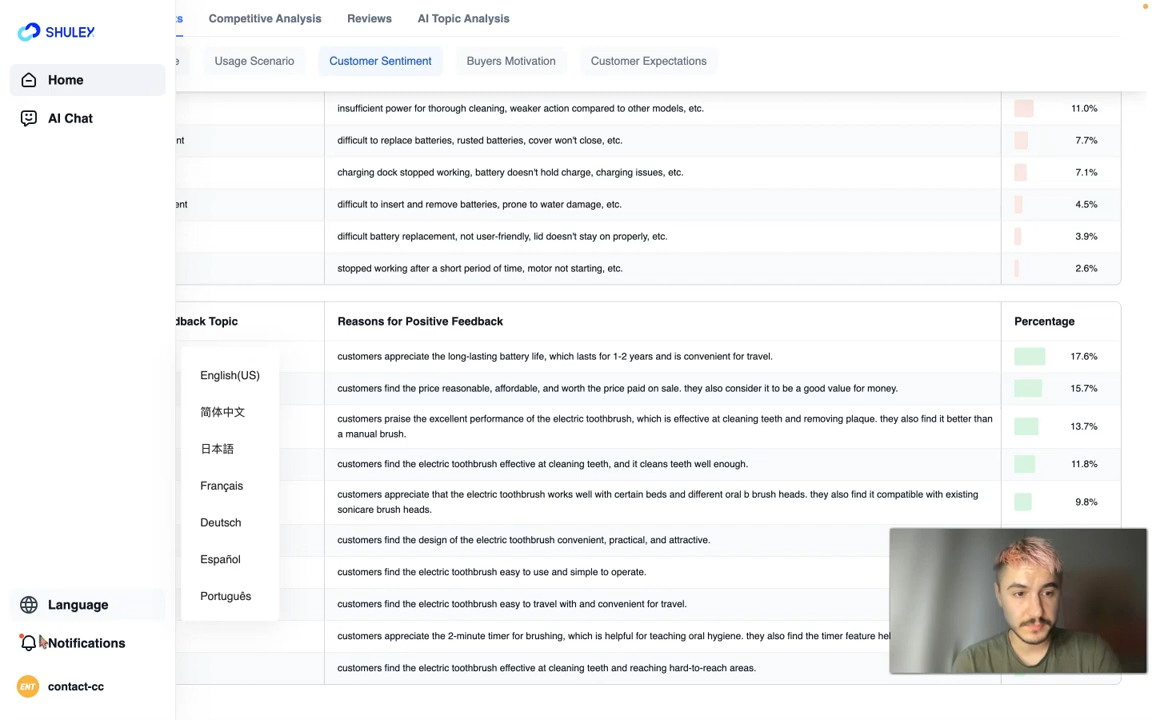 SHULEX
Competitive Analysis
Reviews
AI Topic Analysis
Usage Scenario
Customer Sentiment
Buyers Motivation
Customer Expectations
Home
AI Chat
insufficient power for thorough cleaning, weaker action compared to other models, etc.
11.0%
difficult to replace batteries, rusted batteries, cover won't close, etc.
7.7%
charging dock stopped working, battery doesn't hold charge, charging issues, etc.
7.1%
difficult to insert and remove batteries, prone to water damage, etc.
4.5%
difficult battery replacement, not user-friendly, lid doesn't stay on properly, etc.
3.9%
stopped working after a short period of time, motor not starting, etc.
2.6%
dback Topic
Reasons for Positive Feedback
Percentage
customers appreciate the long-lasting battery life, which lasts for 1-2 years and is convenient for travel.
17.6%
customers find the price reasonable, affordable, and worth the price paid on sale. they also consider it to be a good value for money.
15.7%
customers praise the excellent performance of the electric toothbrush, which is effective at cleaning teeth and removing plaque. they also find it better than
a manual brush.
13.7%
customers find the electric toothbrush effective at cleaning teeth, and it cleans teeth well enough.
11.8%
customers appreciate that the electric toothbrush works well with certain beds and different oral b brush heads. they also find it compatible with existing
sonicare brush heads.
9.8%
customers find the design of the electric toothbrush convenient, practical, and attractive.
customers find the electric toothbrush easy to use and simple to operate.
customers find the electric toothbrush easy to travel with and convenient for travel.
customers appreciate the 2-minute timer for brushing, which is helpful for teaching oral hygiene. they also find the timer feature hel
customers find the electric toothbrush effective at cleaning teeth and reaching hard-to-reach areas.
English(US)
简体中文
日本語
Français
Deutsch
Español
Português
Language
Notifications
ENT
contact-cc